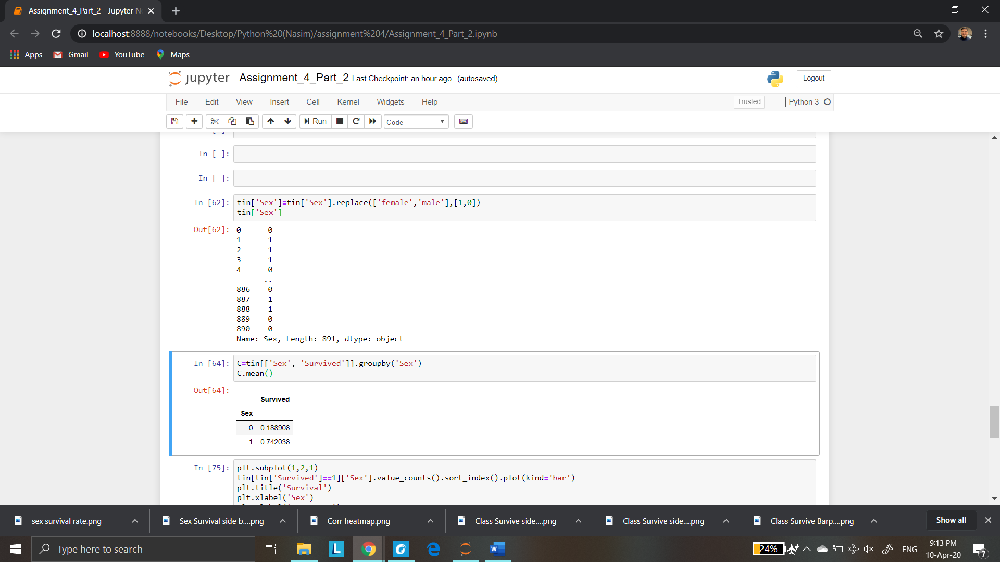 Assignment_4_Part_2 - Jupyter N
localhost:8888/notebooks/Desktop/Python%20(Nasim)/assignment%204/Assignment_4_Part_2.ipynb
Apps Gmail YouTube Maps
jupyter Assignment_4_Part_2 Last Checkpoint: an hour ago (autosaved) Logout
File Edit View Insert Cell Kernel Widgets Help Trusted Python 3
Run Code
In [ ]:
In [ ]:
In [62]: tin['Sex']=tin['Sex'].replace(['female','male'],[1,0])
tin['Sex']
Out[62]: 0 0
1 1
2 1
3 1
4 0
..
886 0
887 1
888 1
889 0
890 0
Name: Sex, Length: 891, dtype: object
In [64]: C=tin[['Sex', 'Survived']].groupby('Sex')
C.mean()
Out[64]:
Survived
Sex
0 0.188908
1 0.742038
In [75]: plt.subplot(1,2,1)
tin[tin['Survived']==1]['Sex'].value_counts().sort_index().plot(kind='bar')
plt.title('Survival')
plt.xlabel('Sex')
sex survival rate.png Sex Survival side b....png Corr heatmap.png Class Survive side....png Class Survive side....png Class Survive Barp....png Show all
Type here to search 24% ENG 9:13 PM
10-Apr-20 7